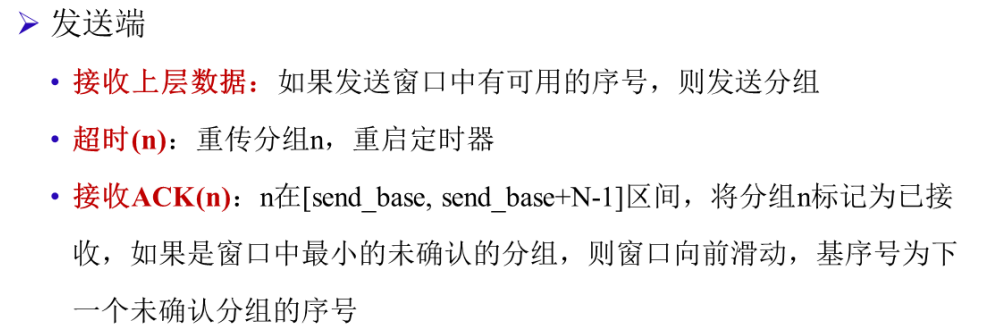 ➢ 发送端
• 接收上层数据：如果发送窗口中有可用的序号，则发送分组
• 超时(n)：重传分组n，重启定时器
• 接收ACK(n)：n在[send_base, send_base+N-1]区间，将分组n标记为已接
收，如果是窗口中最小的未确认的分组，则窗口向前滑动，基序号为下
一个未确认分组的序号